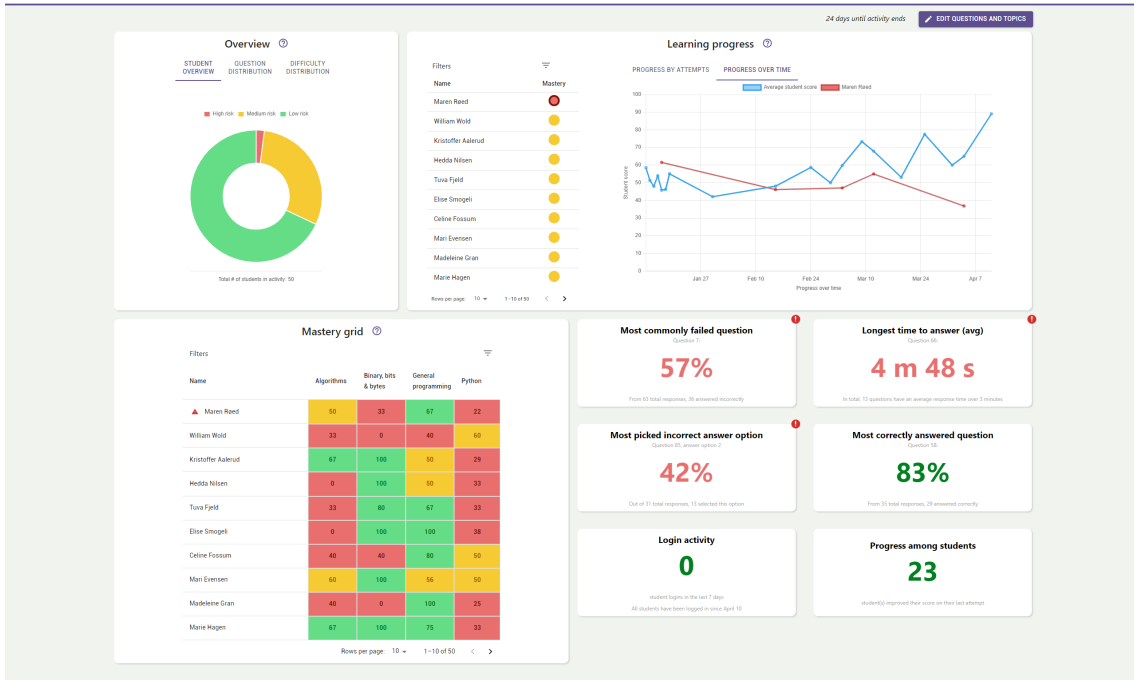 24 days until activity ends
EDIT QUESTIONS AND TOPICS
Overview
STUDENT OVERVIEW
QUESTION DISTRIBUTION
DIFFICULTY DISTRIBUTION
High risk
Medium risk
Low risk
Total # of students in activity: 50
Learning progress
Filters
Name Mastery
Maren Røed
William Wold
Kristoffer Aalerud
Hedda Nilsen
Tuva Fjeld
Elise Smogeli
Celine Fossum
Mari Evensen
Madeleine Gran
Marie Hagen
Rows per page: 10 1–10 of 50
PROGRESS BY ATTEMPTS
PROGRESS OVER TIME
Average student score
Maren Røed
Student score
100
90
80
70
60
50
40
30
20
10
0
Jan 27 Feb 10 Feb 24 Mar 10 Mar 24 Apr 7
Progress over time
Mastery grid
Filters
Name Algorithms Binary, bits & bytes General programming Python
Maren Røed 50 33 67 22
William Wold 33 0 40 60
Kristoffer Aalerud 67 100 50 29
Hedda Nilsen 0 100 50 33
Tuva Fjeld 33 80 67 33
Elise Smogeli 0 100 100 38
Celine Fossum 40 40 80 50
Mari Evensen 60 100 56 50
Madeleine Gran 40 0 100 25
Marie Hagen 67 100 75 33
Rows per page: 10 1–10 of 50
Most commonly failed question
57%
From 63 total responses, 36 answered incorrectly
Longest time to answer (avg)
4 m 48 s
In total, 13 questions have an average response time over 3 minutes
Most picked incorrect answer option
42%
Out of 31 total responses, 13 selected this option
Most correctly answered question
83%
From 35 total responses, 29 answered correctly
Login activity
0
student logins in the last 7 days
All students have been logged in since April 10
Progress among students
23
student(s) improved their score on their last attempt